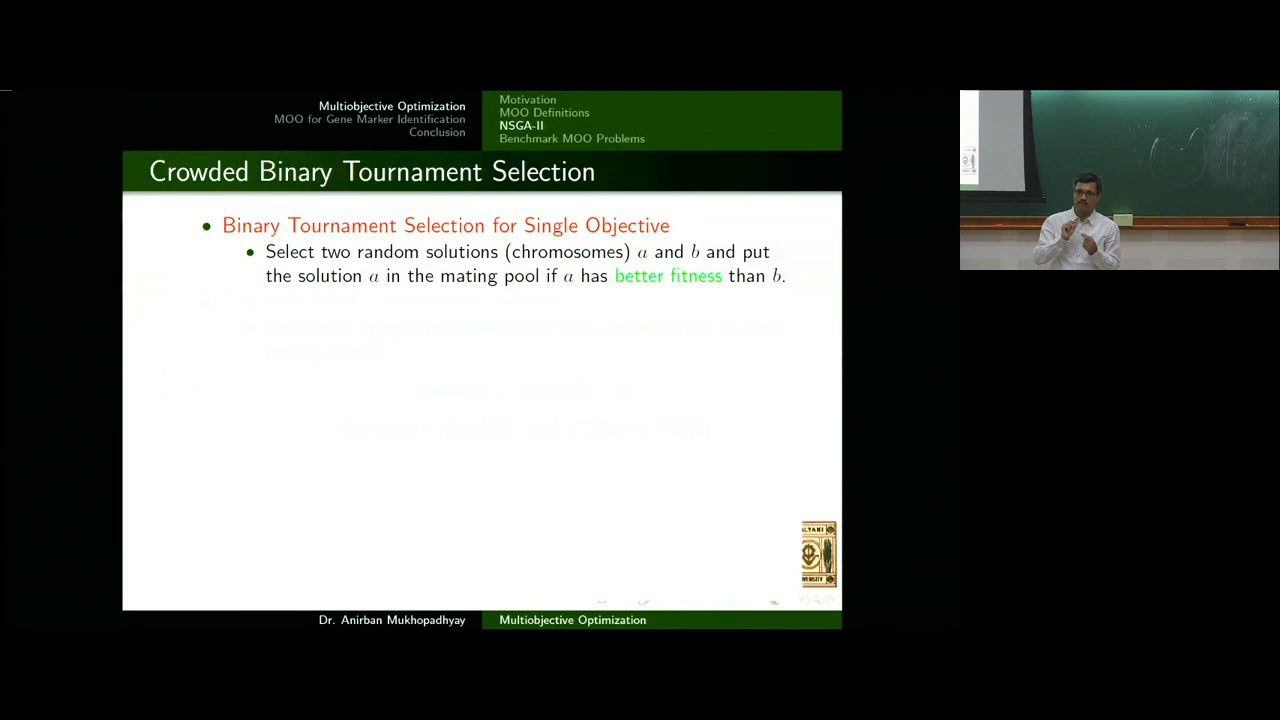 Multiobjective Optimization
MOO for Gene Marker Identification
Conclusion
Motivation
MOO Definitions
NSGA-II
Benchmark MOO Problems
Crowded Binary Tournament Selection
Binary Tournament Selection for Single Objective
Select two random solutions (chromosomes) a and b and put
the solution a in the mating pool if a has better fitness than b.
Dr. Anirban Mukhopadhyay
Multiobjective Optimization